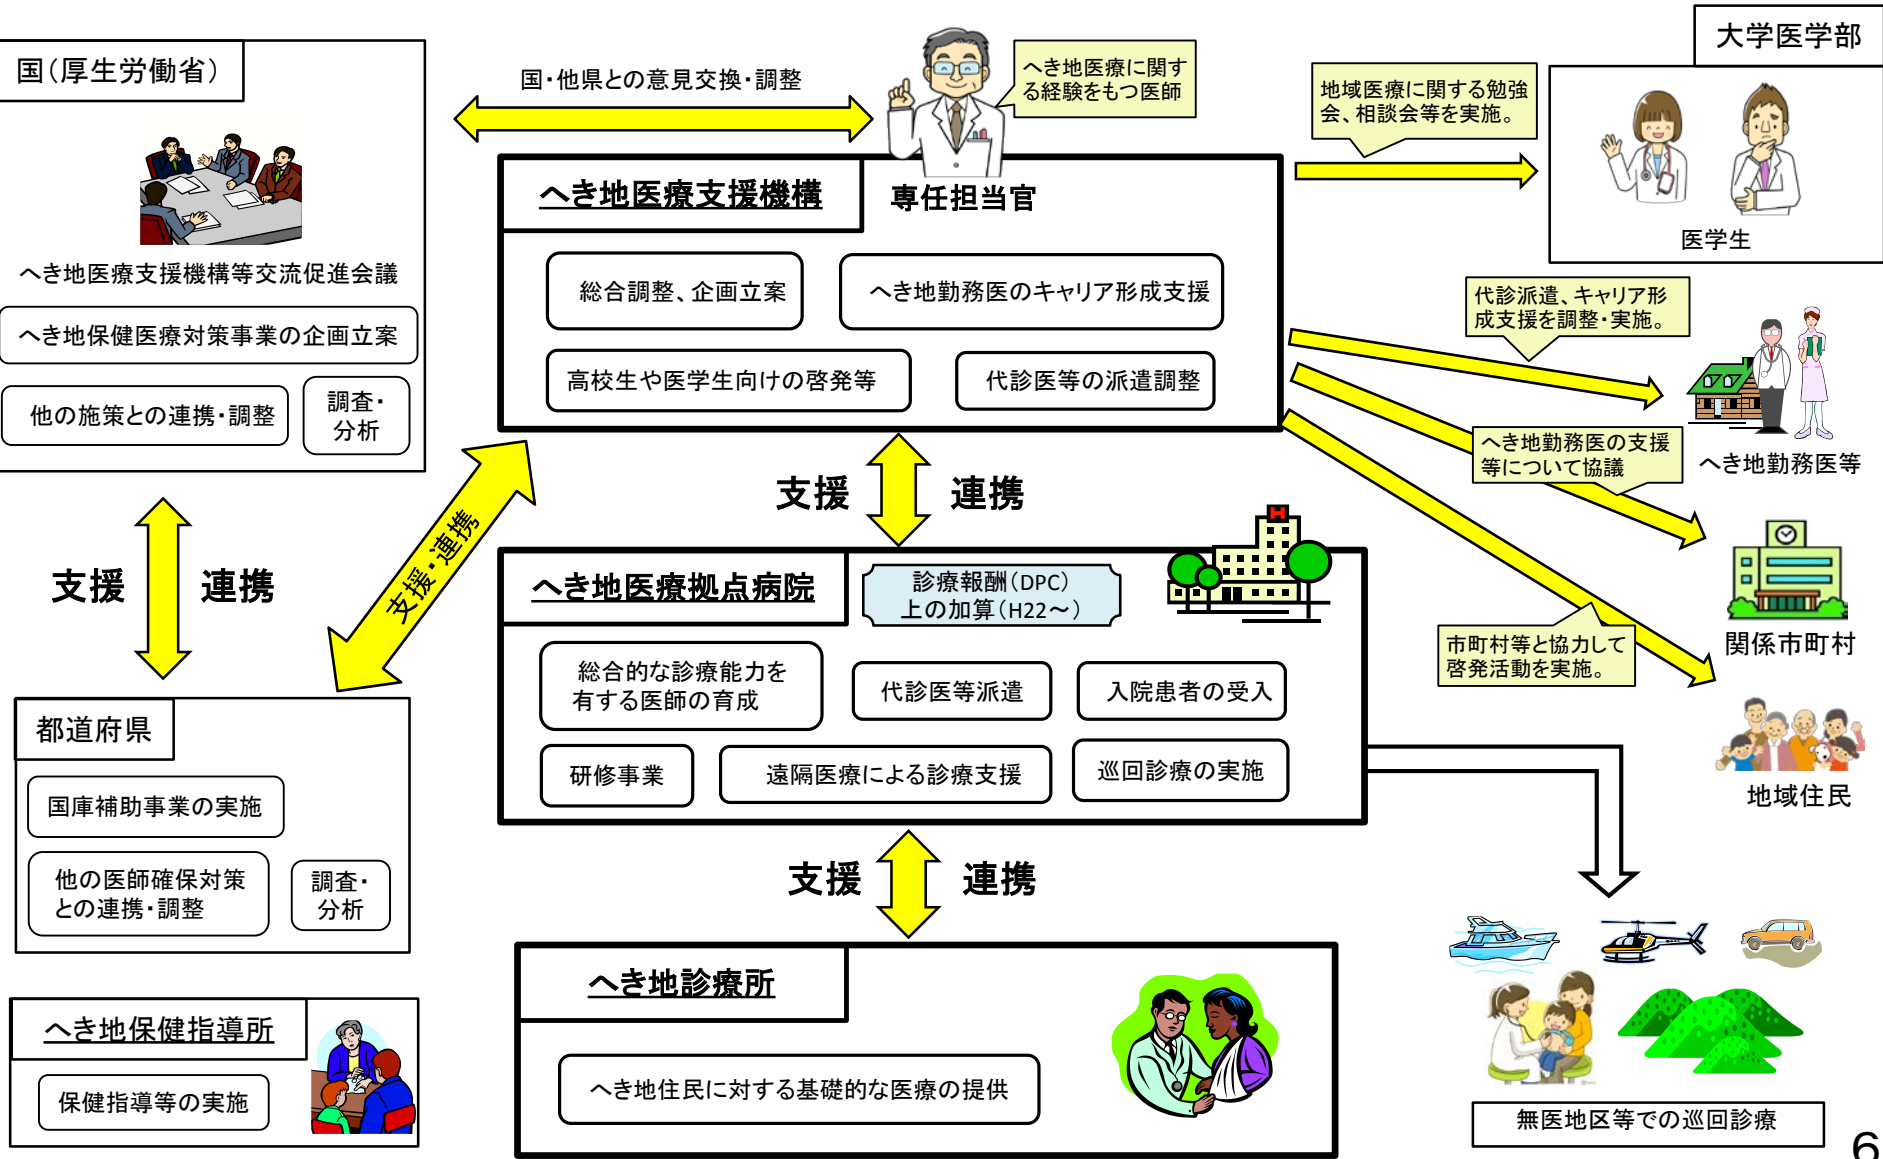 国（厚生労働省）
へき地医療支援機構等交流促進会議
へき地保健医療対策事業の企画立案
他の施策との連携・調整
調査・
分析
国・他県との意見交換・調整
へき地医療に関す
る経験をもつ医師
へき地医療支援機構
専任担当官
総合調整、企画立案
へき地勤務医のキャリア形成支援
高校生や医学生向けの啓発等
代診医等の派遣調整
地域医療に関する勉強
会、相談会等を実施。
大学医学部
医学生
代診派遣、キャリア形
成支援を調整・実施。
へき地勤務医等
へき地勤務医の支援
等について協議
関係市町村
市町村等と協力して
啓発活動を実施。
地域住民
支援
連携
支援・連携
支援
連携
都道府県
国庫補助事業の実施
他の医師確保対策
との連携・調整
調査・
分析
へき地医療拠点病院
診療報酬（DPC）
上の加算（H22～）
H
総合的な診療能力を
有する医師の育成
代診医等派遣
入院患者の受入
研修事業
遠隔医療による診療支援
巡回診療の実施
支援
連携
へき地保健指導所
保健指導等の実施
へき地診療所
へき地住民に対する基礎的な医療の提供
無医地区等での巡回診療
6